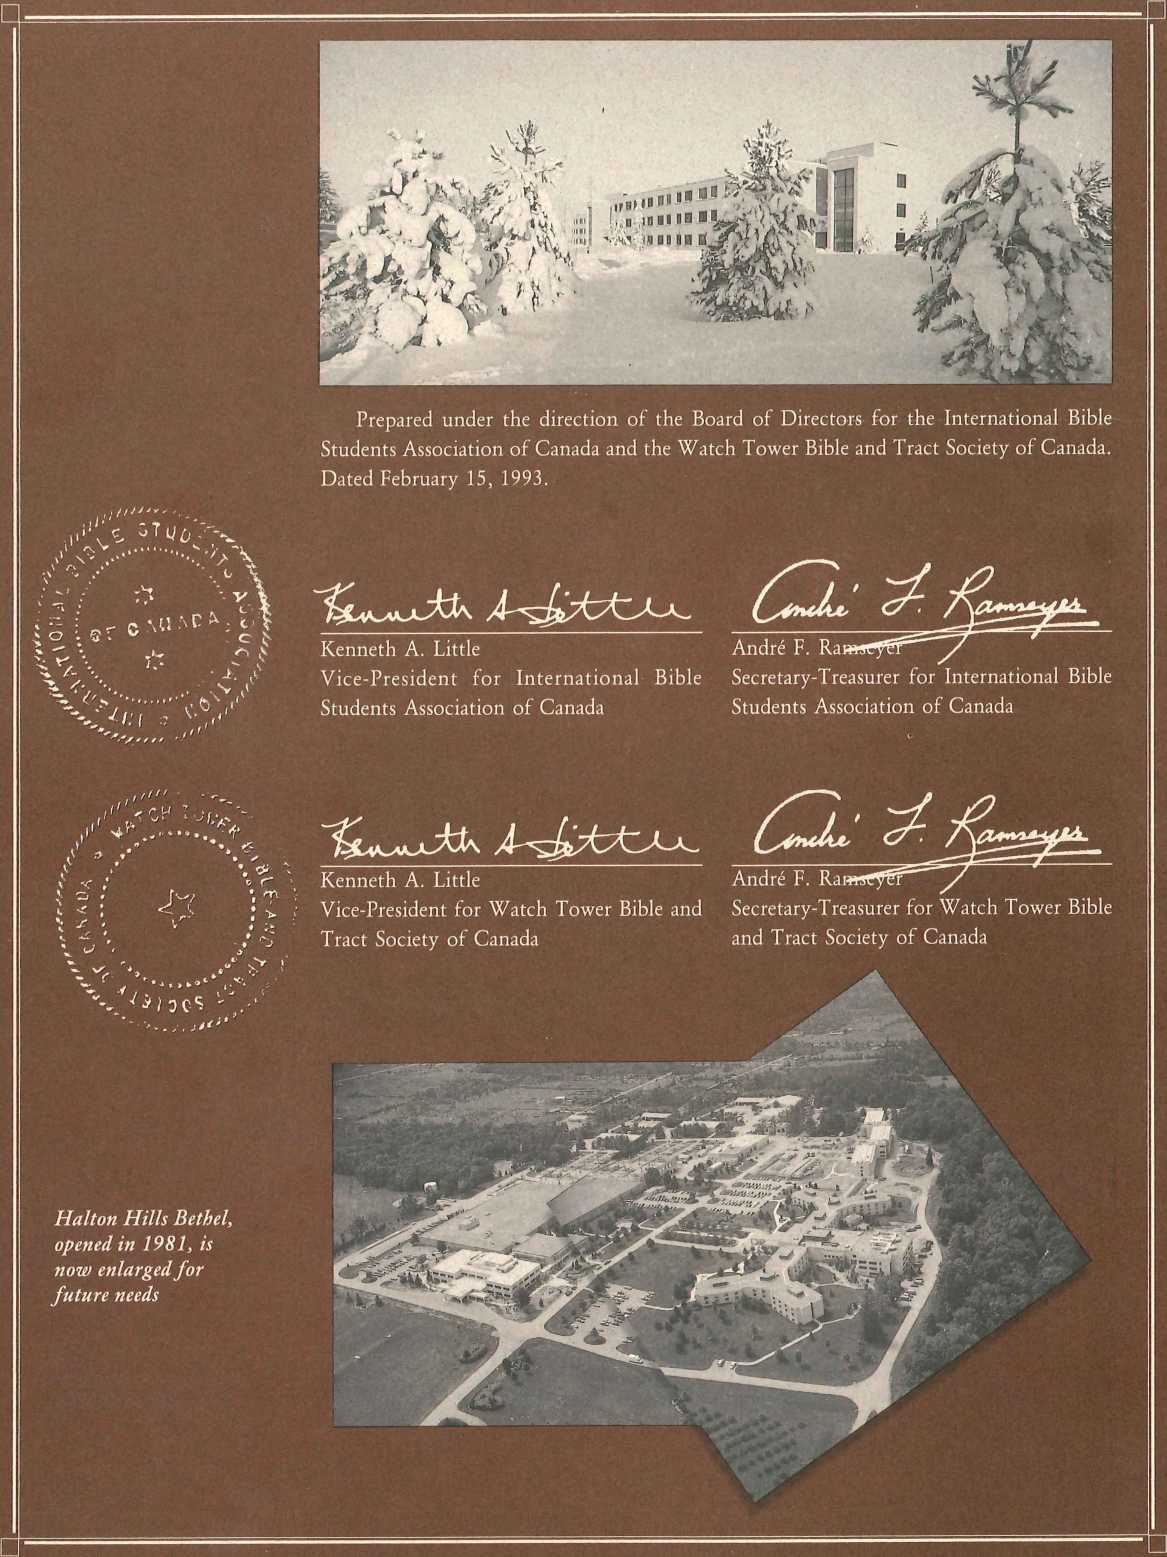 Prepared under the direction of the Board of Directors for the International Bible
Students Association of Canada and the Watch Tower Bible and Tract Society of Canada.
Dated February 15, 1993.
INTERNATIONAL BIBLE STUDENTS ASSOCIATION
OF CANADA
Kenneth A Little
André F. Ramseyer
Kenneth A. Little
Vice-President for International Bible
Students Association of Canada
André F. Ramseyer
Secretary-Treasurer for International Bible
Students Association of Canada
WATCH TOWER BIBLE AND TRACT SOCIETY OF CANADA
Kenneth A Little
André F. Ramseyer
Kenneth A. Little
Vice-President for Watch Tower Bible and
Tract Society of Canada
André F. Ramseyer
Secretary-Treasurer for Watch Tower Bible
and Tract Society of Canada
Halton Hills Bethel,
opened in 1981, is
now enlarged for
future needs